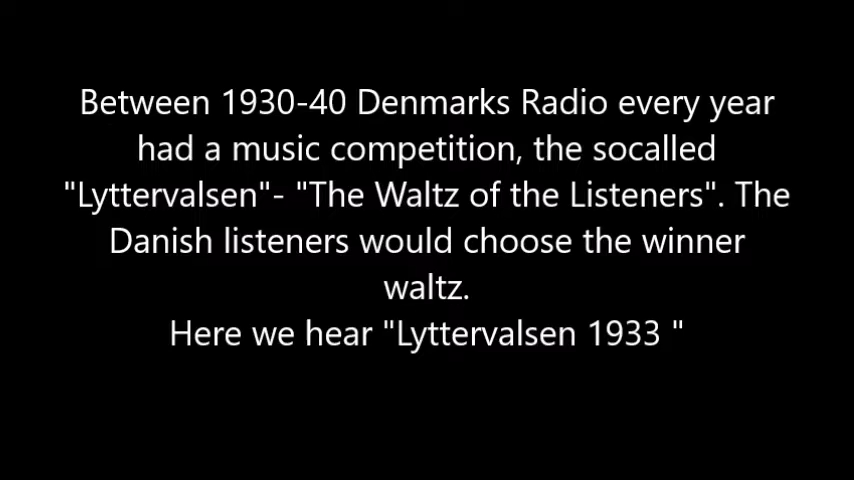 Between 1930-40 Denmarks Radio every year
had a music competition, the socalled
"Lyttervalsen"- "The Waltz of the Listeners". The
Danish listeners would choose the winner
waltz.
Here we hear "Lyttervalsen 1933 "